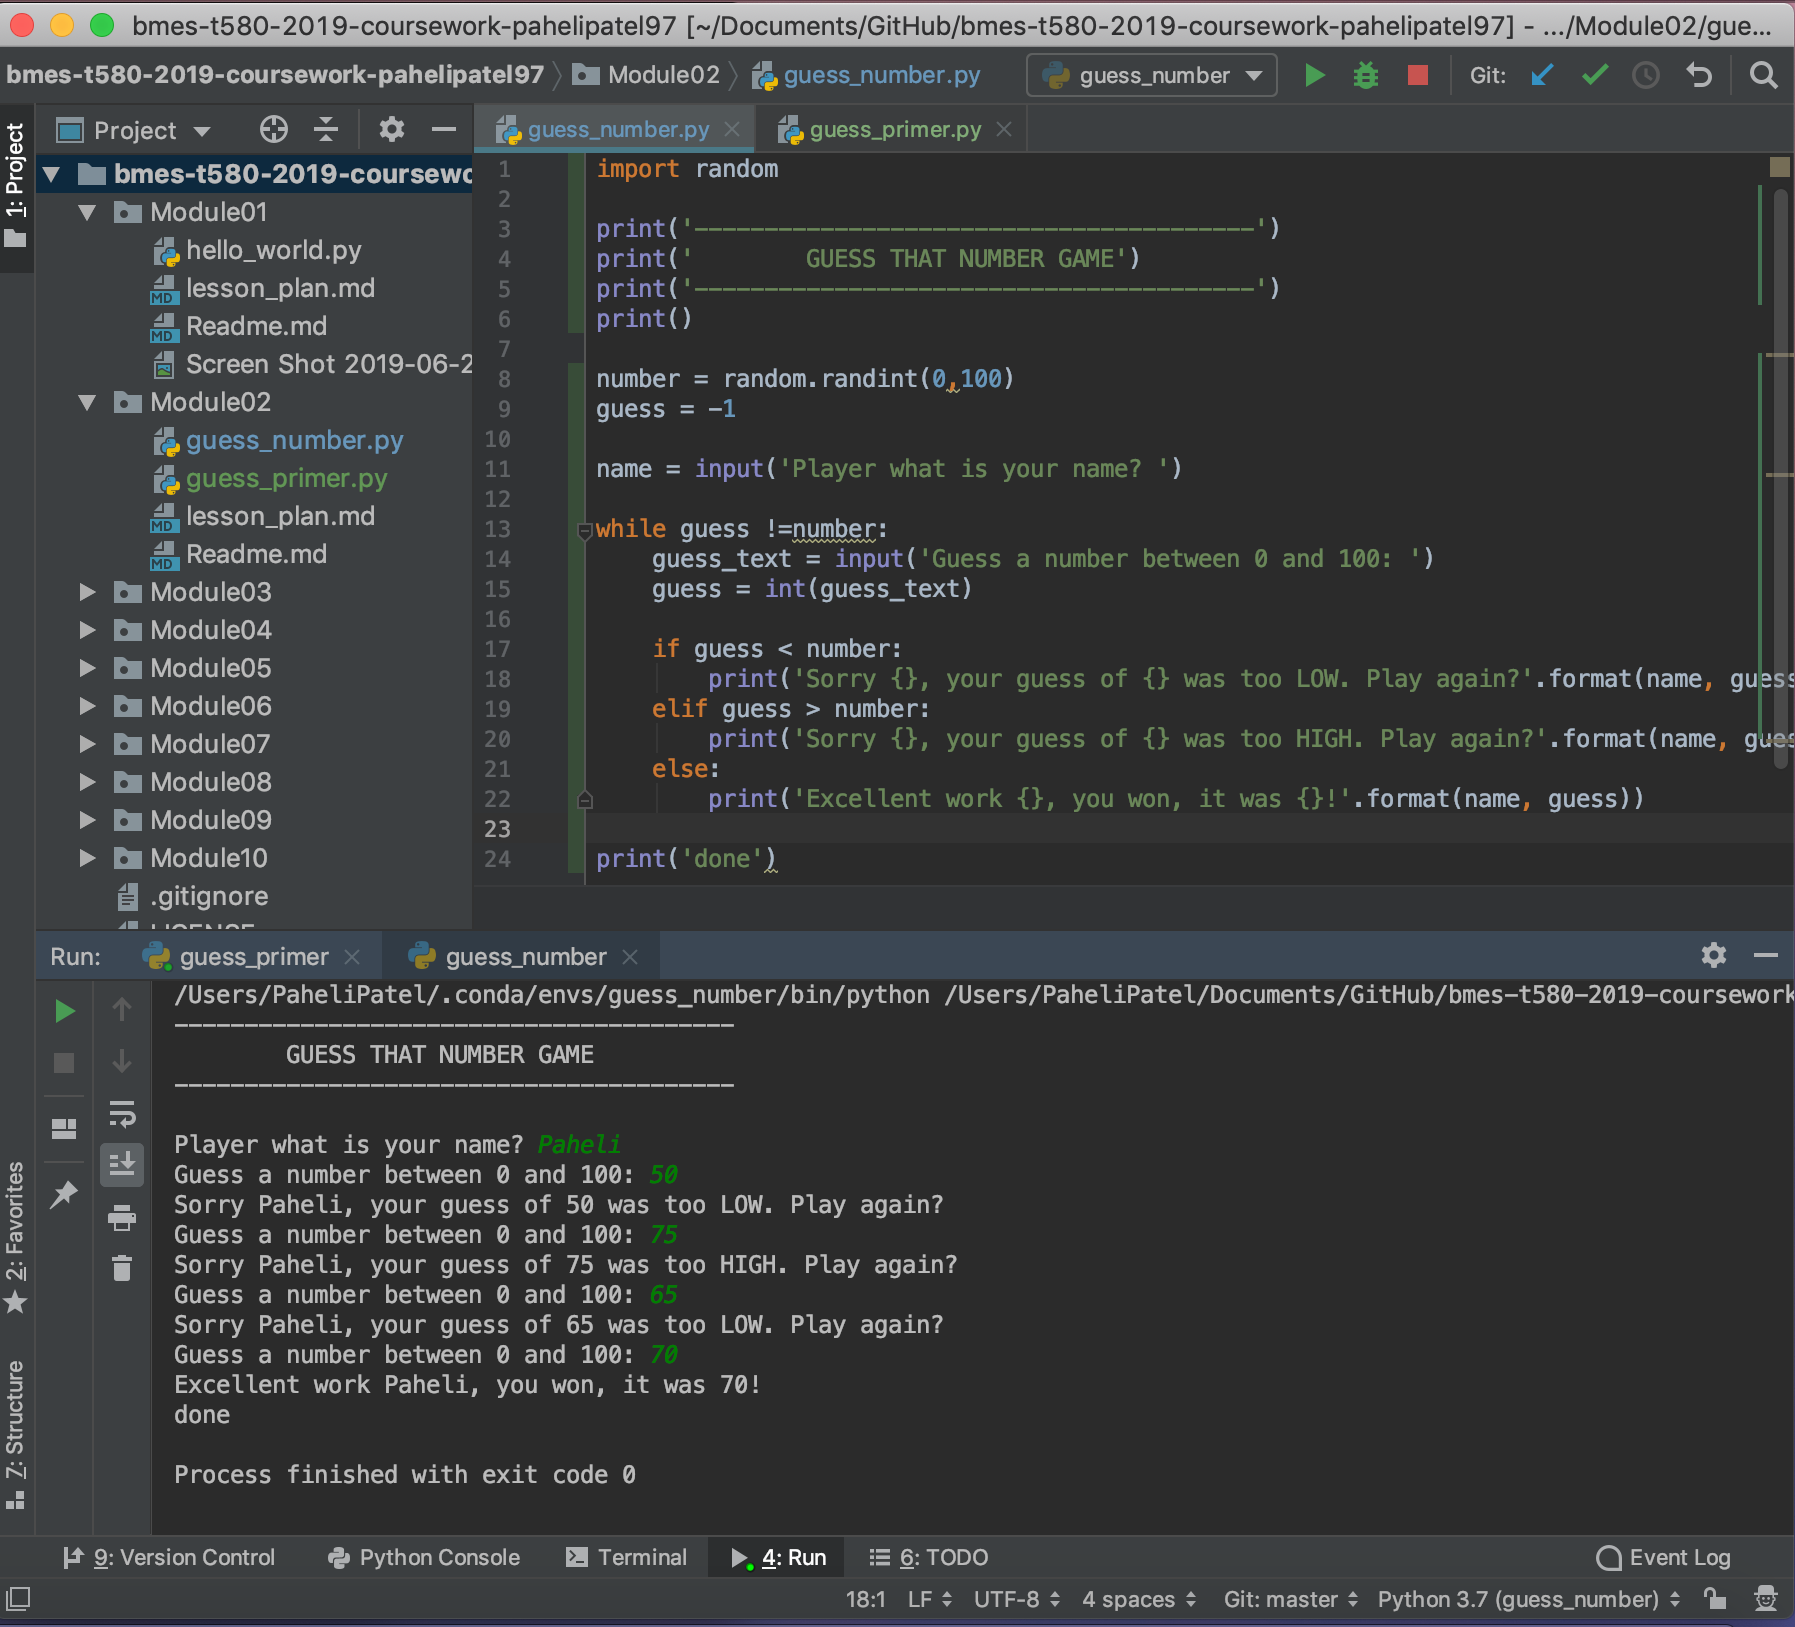 bmes-t580-2019-coursework-pahelipatel97 [~/Documents/GitHub/bmes-t580-2019-coursework-pahelipatel97] - .../Module02/gue...
bmes-t580-2019-coursework-pahelipatel97 Module02 guess_number.py guess_number Git:
1: Project
Project
guess_number.py
guess_primer.py
bmes-t580-2019-coursewo
Module01
hello_world.py
lesson_plan.md
Readme.md
Screen Shot 2019-06-2
Module02
guess_number.py
guess_primer.py
lesson_plan.md
Readme.md
Module03
Module04
Module05
Module06
Module07
Module08
Module09
Module10
.gitignore
LICENSE
1 import random
2
3 print('----------------------------------------')
4 print('        GUESS THAT NUMBER GAME')
5 print('----------------------------------------')
6 print()
7
8 number = random.randint(0,100)
9 guess = -1
10
11 name = input('Player what is your name? ')
12
13 while guess !=number:
14     guess_text = input('Guess a number between 0 and 100: ')
15     guess = int(guess_text)
16
17     if guess < number:
18         print('Sorry {}, your guess of {} was too LOW. Play again?'.format(name, guess
19     elif guess > number:
20         print('Sorry {}, your guess of {} was too HIGH. Play again?'.format(name, gues
21     else:
22         print('Excellent work {}, you won, it was {}!'.format(name, guess))
23
24 print('done')
Run: guess_primer guess_number
/Users/PaheliPatel/.conda/envs/guess_number/bin/python /Users/PaheliPatel/Documents/GitHub/bmes-t580-2019-coursework
----------------------------------------
        GUESS THAT NUMBER GAME
----------------------------------------
Player what is your name? Paheli
Guess a number between 0 and 100: 50
Sorry Paheli, your guess of 50 was too LOW. Play again?
Guess a number between 0 and 100: 75
Sorry Paheli, your guess of 75 was too HIGH. Play again?
Guess a number between 0 and 100: 65
Sorry Paheli, your guess of 65 was too LOW. Play again?
Guess a number between 0 and 100: 70
Excellent work Paheli, you won, it was 70!
done
Process finished with exit code 0
2: Favorites
7: Structure
9: Version Control Python Console Terminal 4: Run 6: TODO Event Log
18:1 LF UTF-8 4 spaces Git: master Python 3.7 (guess_number)